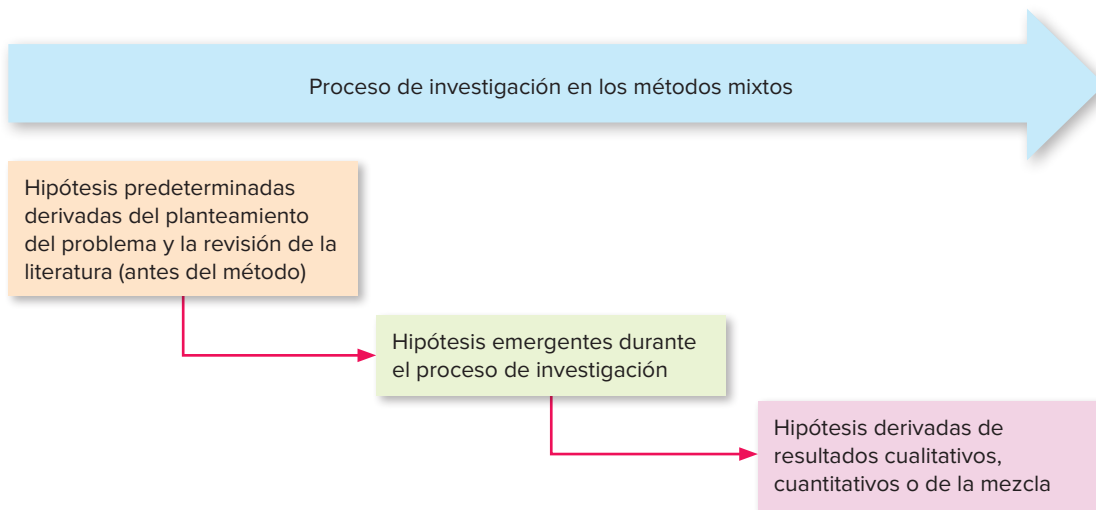 Proceso de investigación en los métodos mixtos
Hipótesis predeterminadas
derivadas del planteamiento
del problema y la revisión de la
literatura (antes del método)
Hipótesis emergentes durante
el proceso de investigación
Hipótesis derivadas de
resultados cualitativos,
cuantitativos o de la mezcla